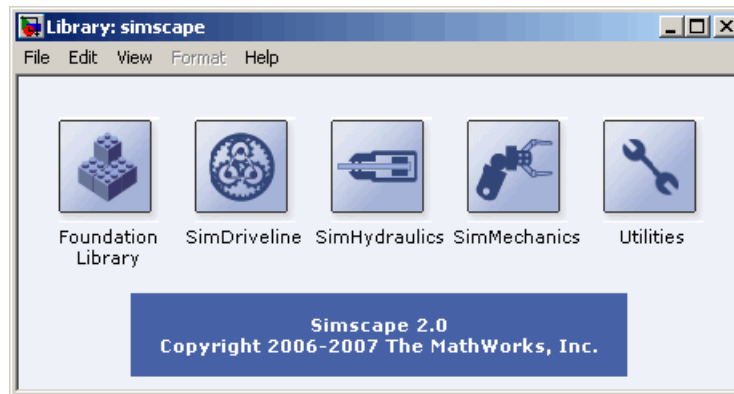 Library: simscape
File Edit View Format Help
Foundation Library
SimDriveline
SimHydraulics
SimMechanics
Utilities
Simscape 2.0
Copyright 2006-2007 The MathWorks, Inc.